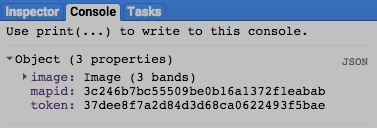 Inspector Console Tasks
Use print(...) to write to this console.
Object (3 properties) JSON
image: Image (3 bands)
mapid: 3c246b7bc55509be0b16a1372f1eabab
token: 37dee8f7a2d84d3d68ca0622493f5bae